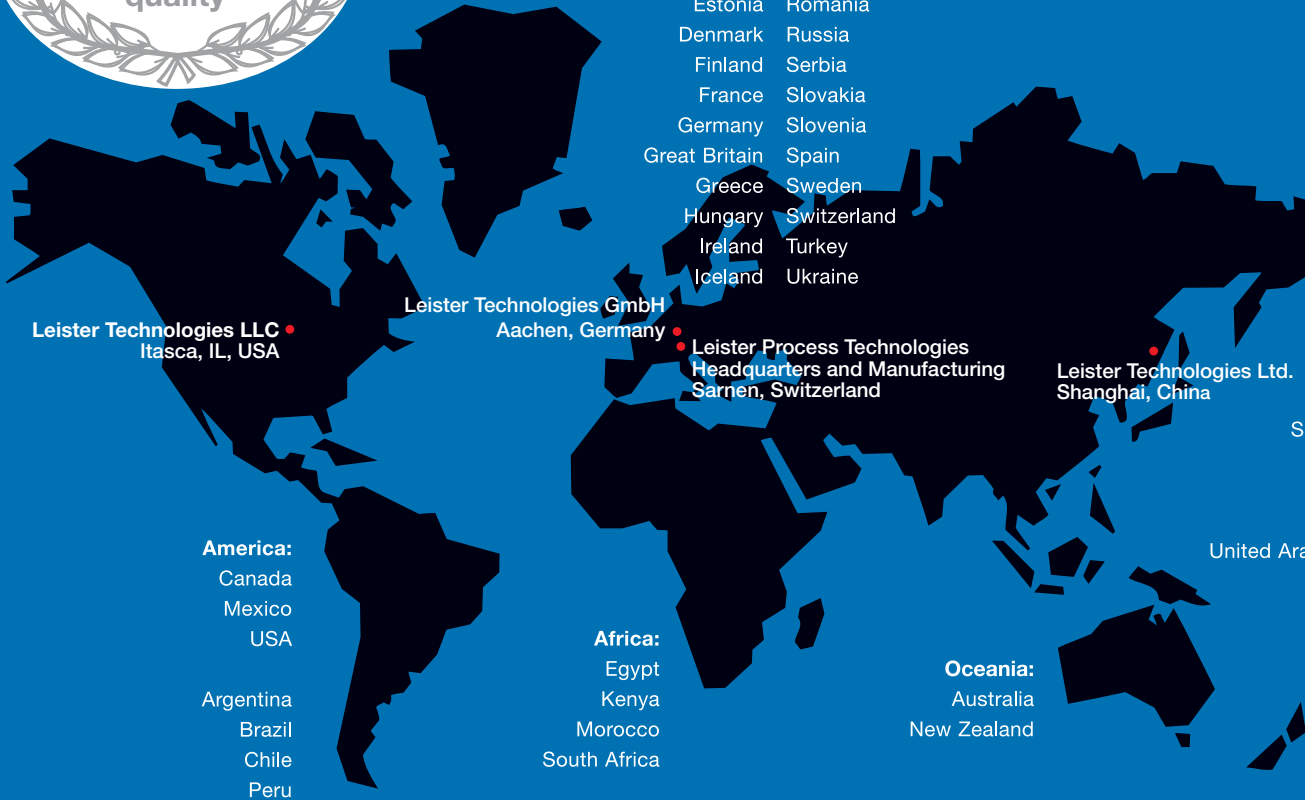 quality
Estonia Romania
Denmark Russia
Finland Serbia
France Slovakia
Germany Slovenia
Great Britain Spain
Greece Sweden
Hungary Switzerland
Ireland Turkey
Iceland Ukraine
Leister Technologies GmbH
Aachen, Germany
Leister Technologies LLC
Itasca, IL, USA
Leister Process Technologies
Headquarters and Manufacturing
Sarnen, Switzerland
Leister Technologies Ltd.
Shanghai, China
S
United Ara
America:
Canada
Mexico
USA
Argentina
Brazil
Chile
Peru
Africa:
Egypt
Kenya
Morocco
South Africa
Oceania:
Australia
New Zealand